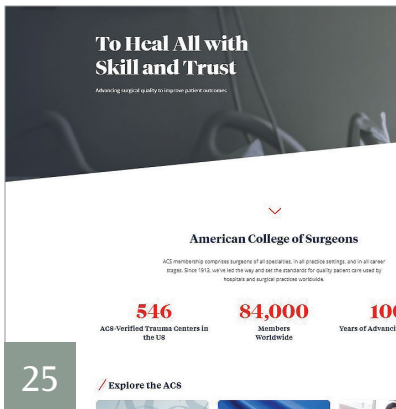 To Heal All with
Skill and Trust
Advancing surgical quality to improve patient outcomes
American College of Surgeons
ACS membership comprises surgeons of all specialties, in all practice settings, and in all career
stages. Since 1913, we've led the way and set the standards for quality patient care used by
hospitals and surgical practices worldwide.
546
84,000
100
ACS-Verified Trauma Centers in
the US
Members
Worldwide
Years of Advanci
25
Explore the ACS